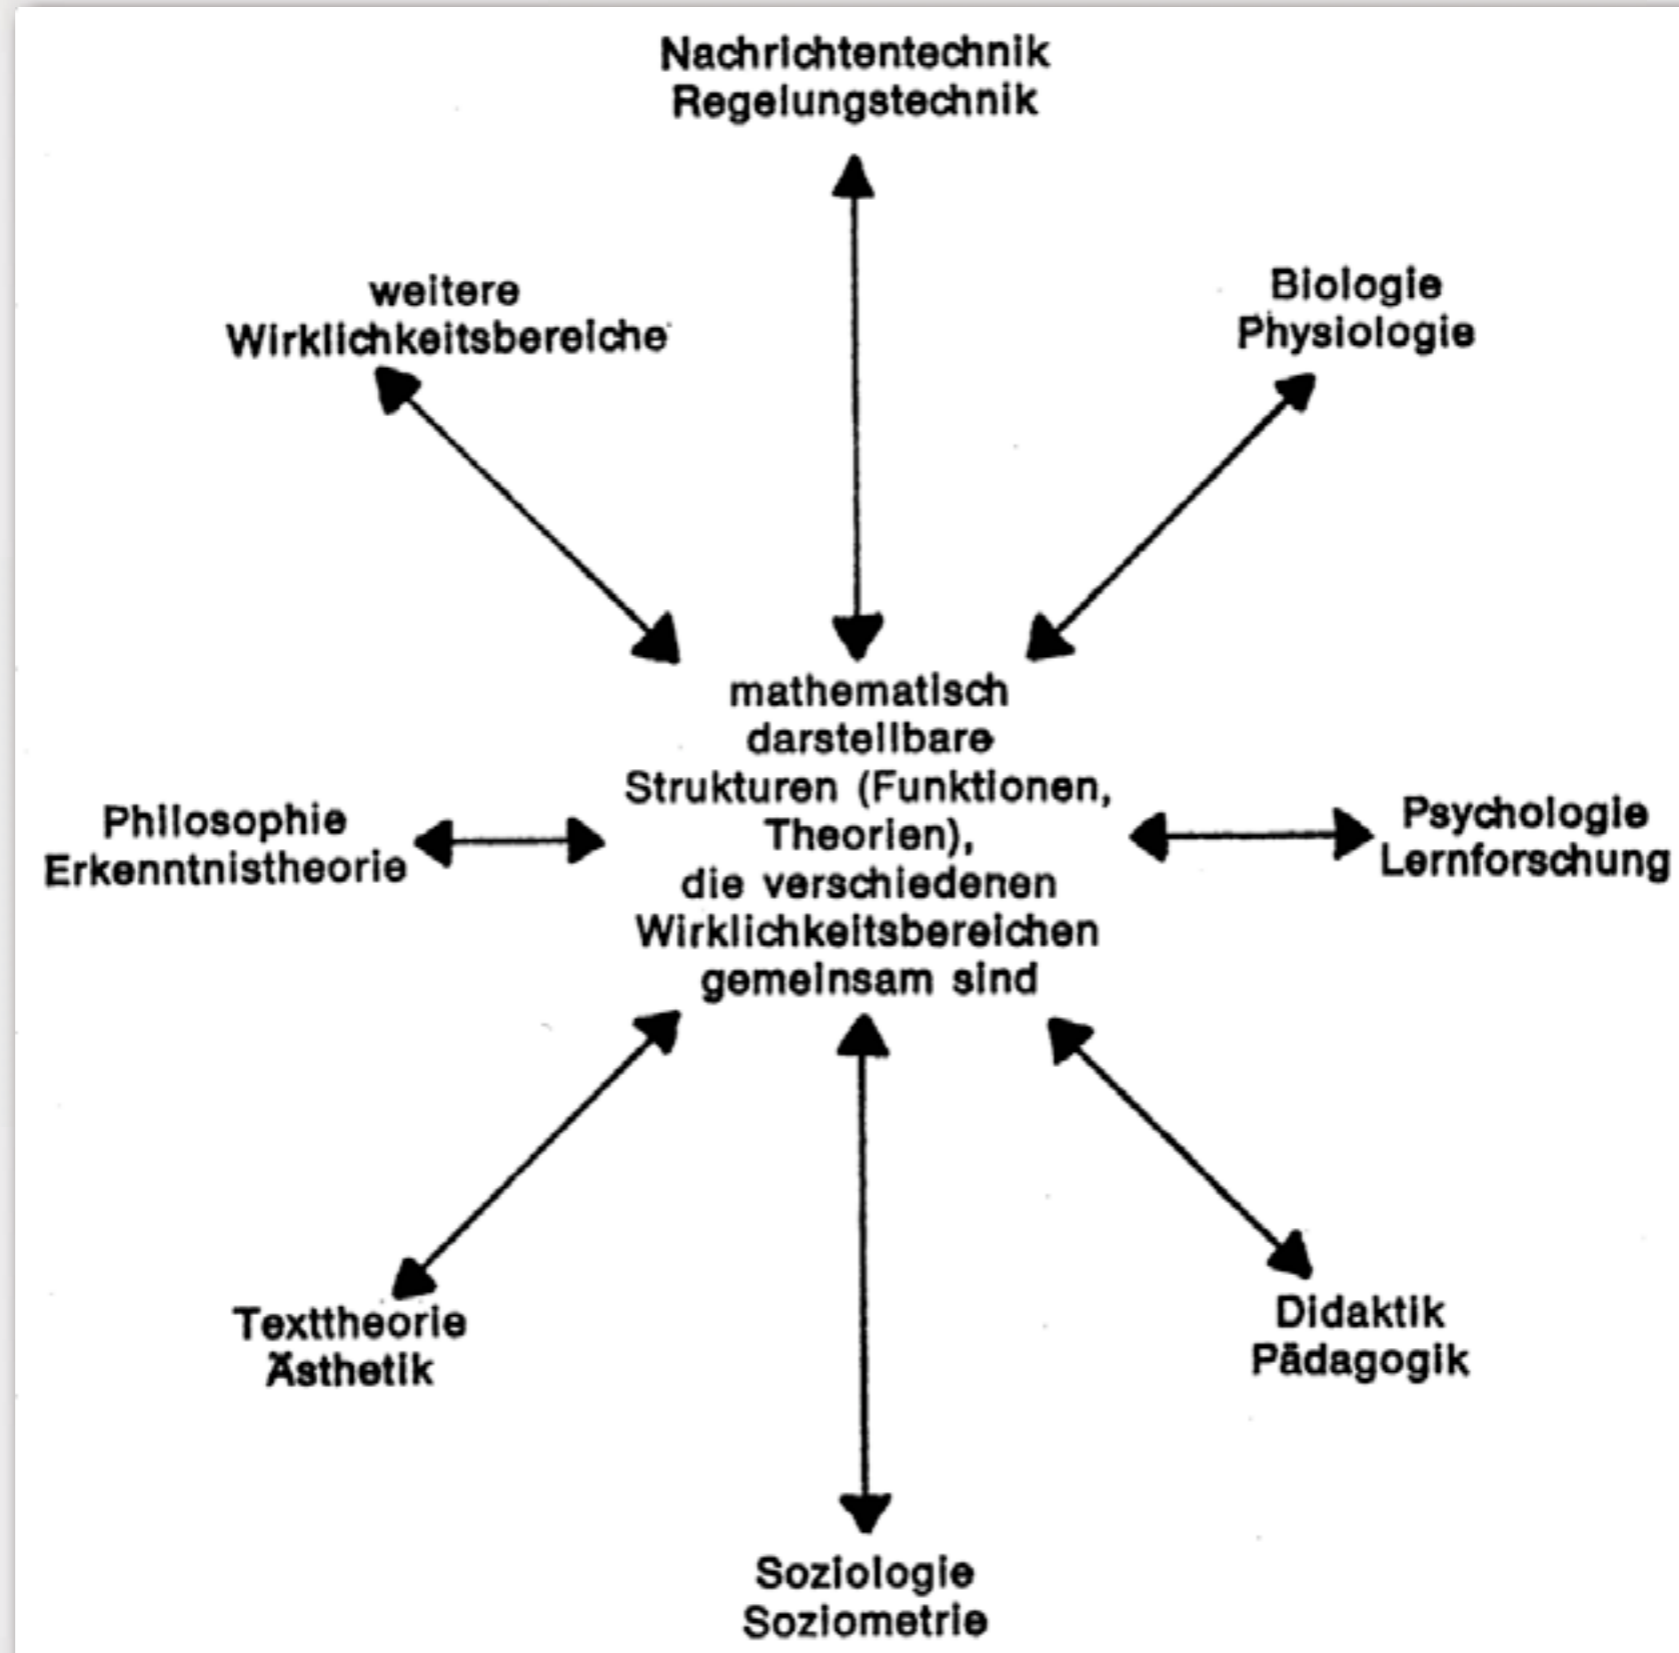 Nachrichtentechnik
Regelungstechnik
weitere
Wirklichkeitsbereiche
Biologie
Physiologie
mathematisch
darstellbare
Strukturen (Funktionen,
Theorien),
die verschiedenen
Wirklichkeitsbereichen
gemeinsam sind
Philosophie
Erkenntnistheorie
Psychologie
Lernforschung
Texttheorie
Ästhetik
Didaktik
Pädagogik
Soziologie
Soziometrie